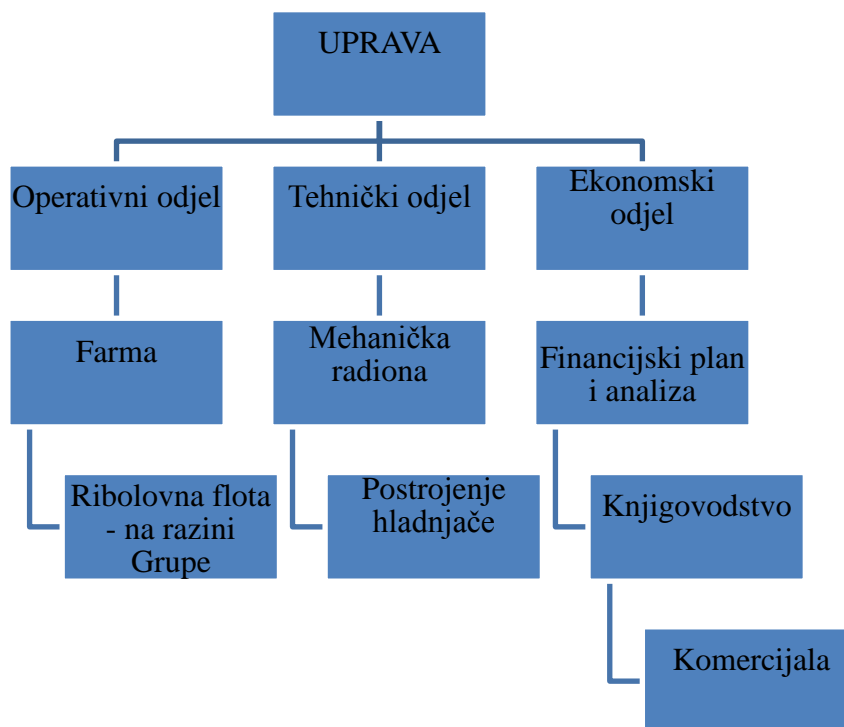 UPRAVA
Operativni odjel
Tehnički odjel
Ekonomski
odjel
Farma
Mehanička
radiona
Financijski plan
i analiza
Ribolovna flota
- na razini
Grupe
Postrojenje
hladnjače
Knjigovodstvo
Komercijala